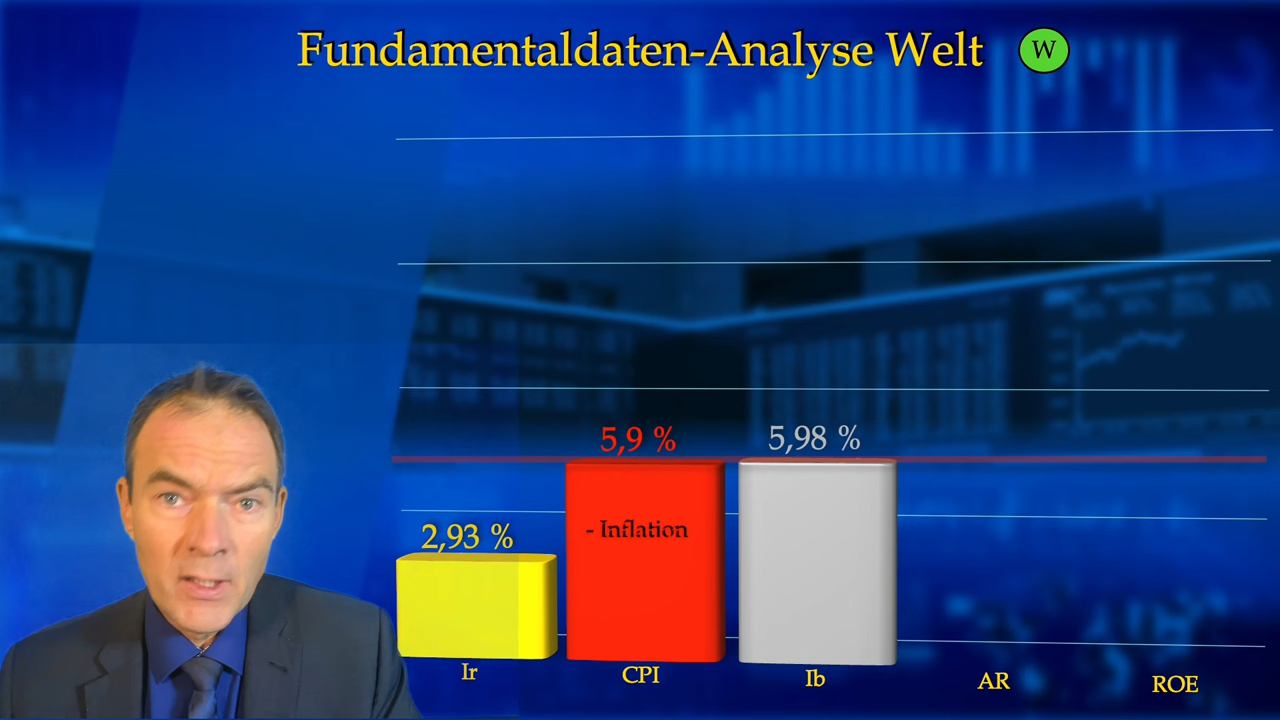 Fundamentaldaten-Analyse Welt W
5,9 %
5,98 %
- Inflation
2,93 %
Ir
CPI
Ib
AR
ROE